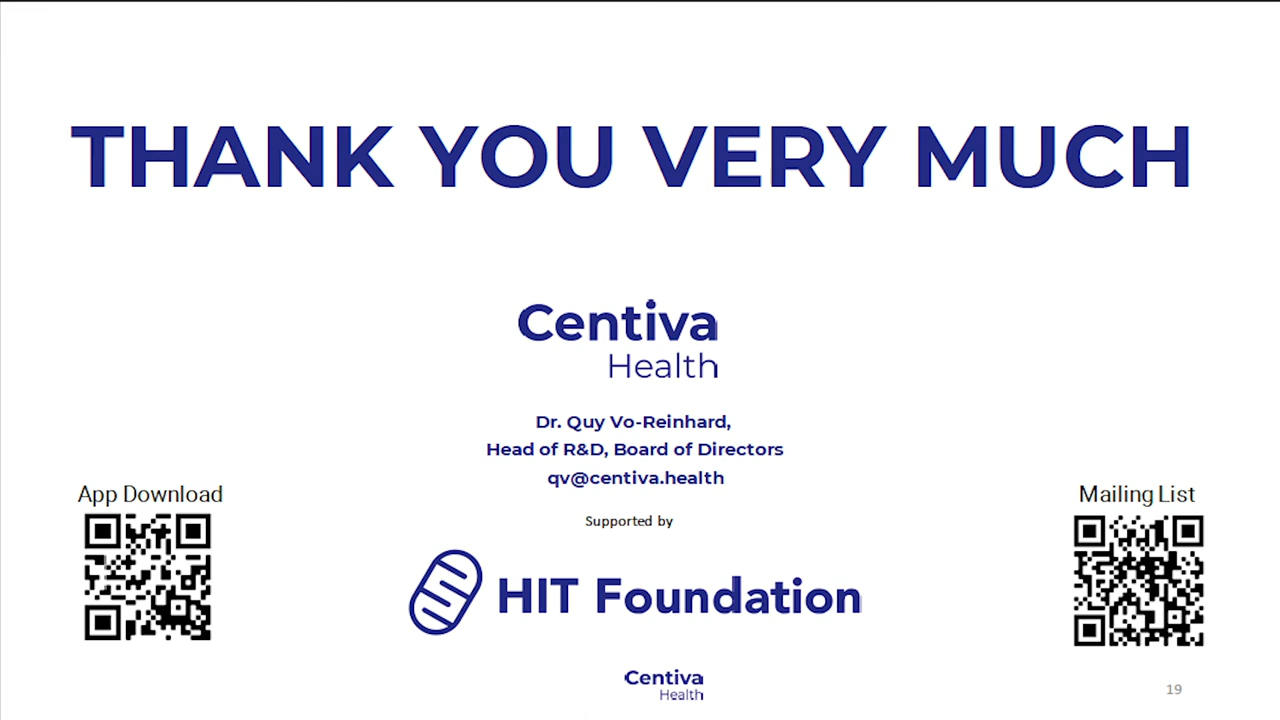 THANK YOU VERY MUCH
Centiva
Health
Dr. Quy Vo-Reinhard,
Head of R&D, Board of Directors
qv@centiva.health
App Download
Mailing List
Supported by
HIT Foundation
Centiva
Health
19